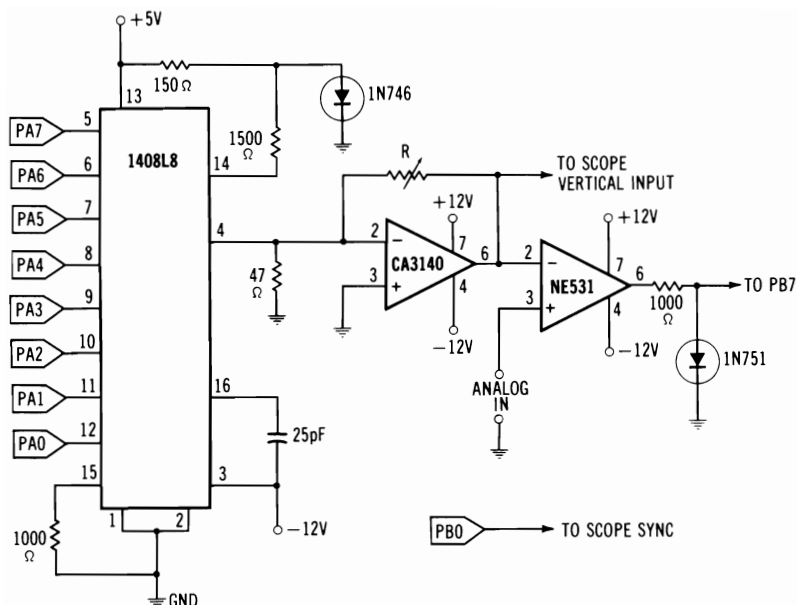 +5V
150 Ω
1N746
13
5
PA7
1408L8
1500
Ω
14
6
PA6
R
TO SCOPE
VERTICAL INPUT
7
PA5
4
+12V
+12V
2
−
7
CA3140
6
2
−
7
8
PA4
47
Ω
3
+
4
NE531
6
TO PB7
9
PA3
3
+
4
1000
Ω
10
PA2
−12V
−12V
1N751
11
PA1
16
ANALOG
IN
12
PA0
25pF
15
3
1000
Ω
1
2
−12V
PB0
TO SCOPE SYNC
GND